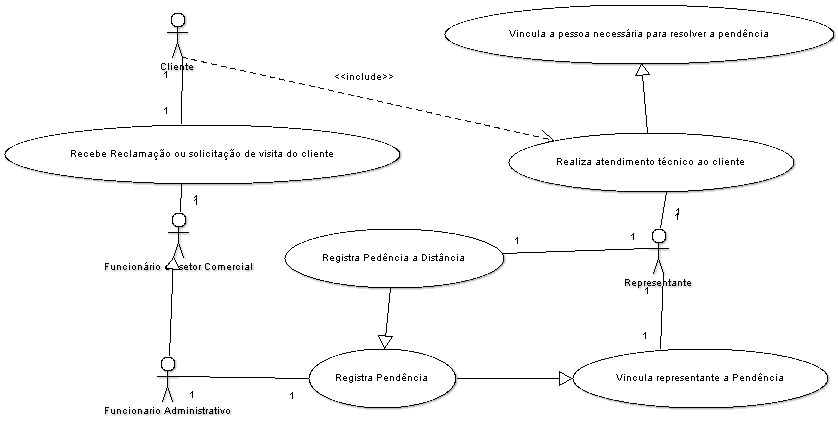 Vincula a pessoa necessária para resolver a pendência
Cliente
<<include>>
1
1
Recebe Reclamação ou solicitação de visita do cliente
Realiza atendimento técnico ao cliente
1
1
1
1
Registra Pedência a Distância
Funcionário setor Comercial
Representante
1
1
Registra Pendência
Vincula representante a Pendência
1
1
Funcionario Administrativo